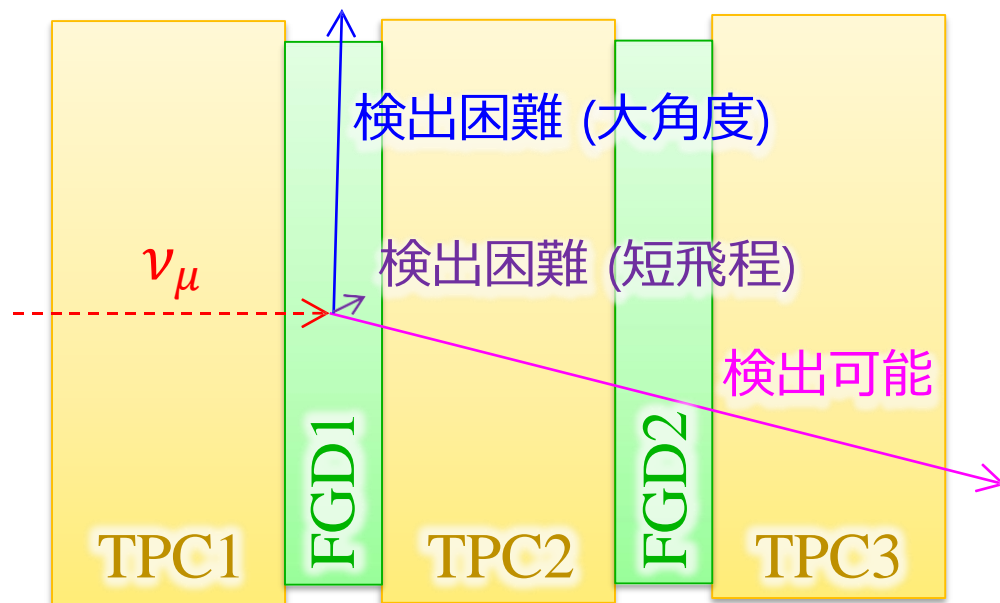 検出困難 (大角度)
ν_μ
検出困難 (短飛程)
検出可能
FGD1
FGD2
TPC1
TPC2
TPC3